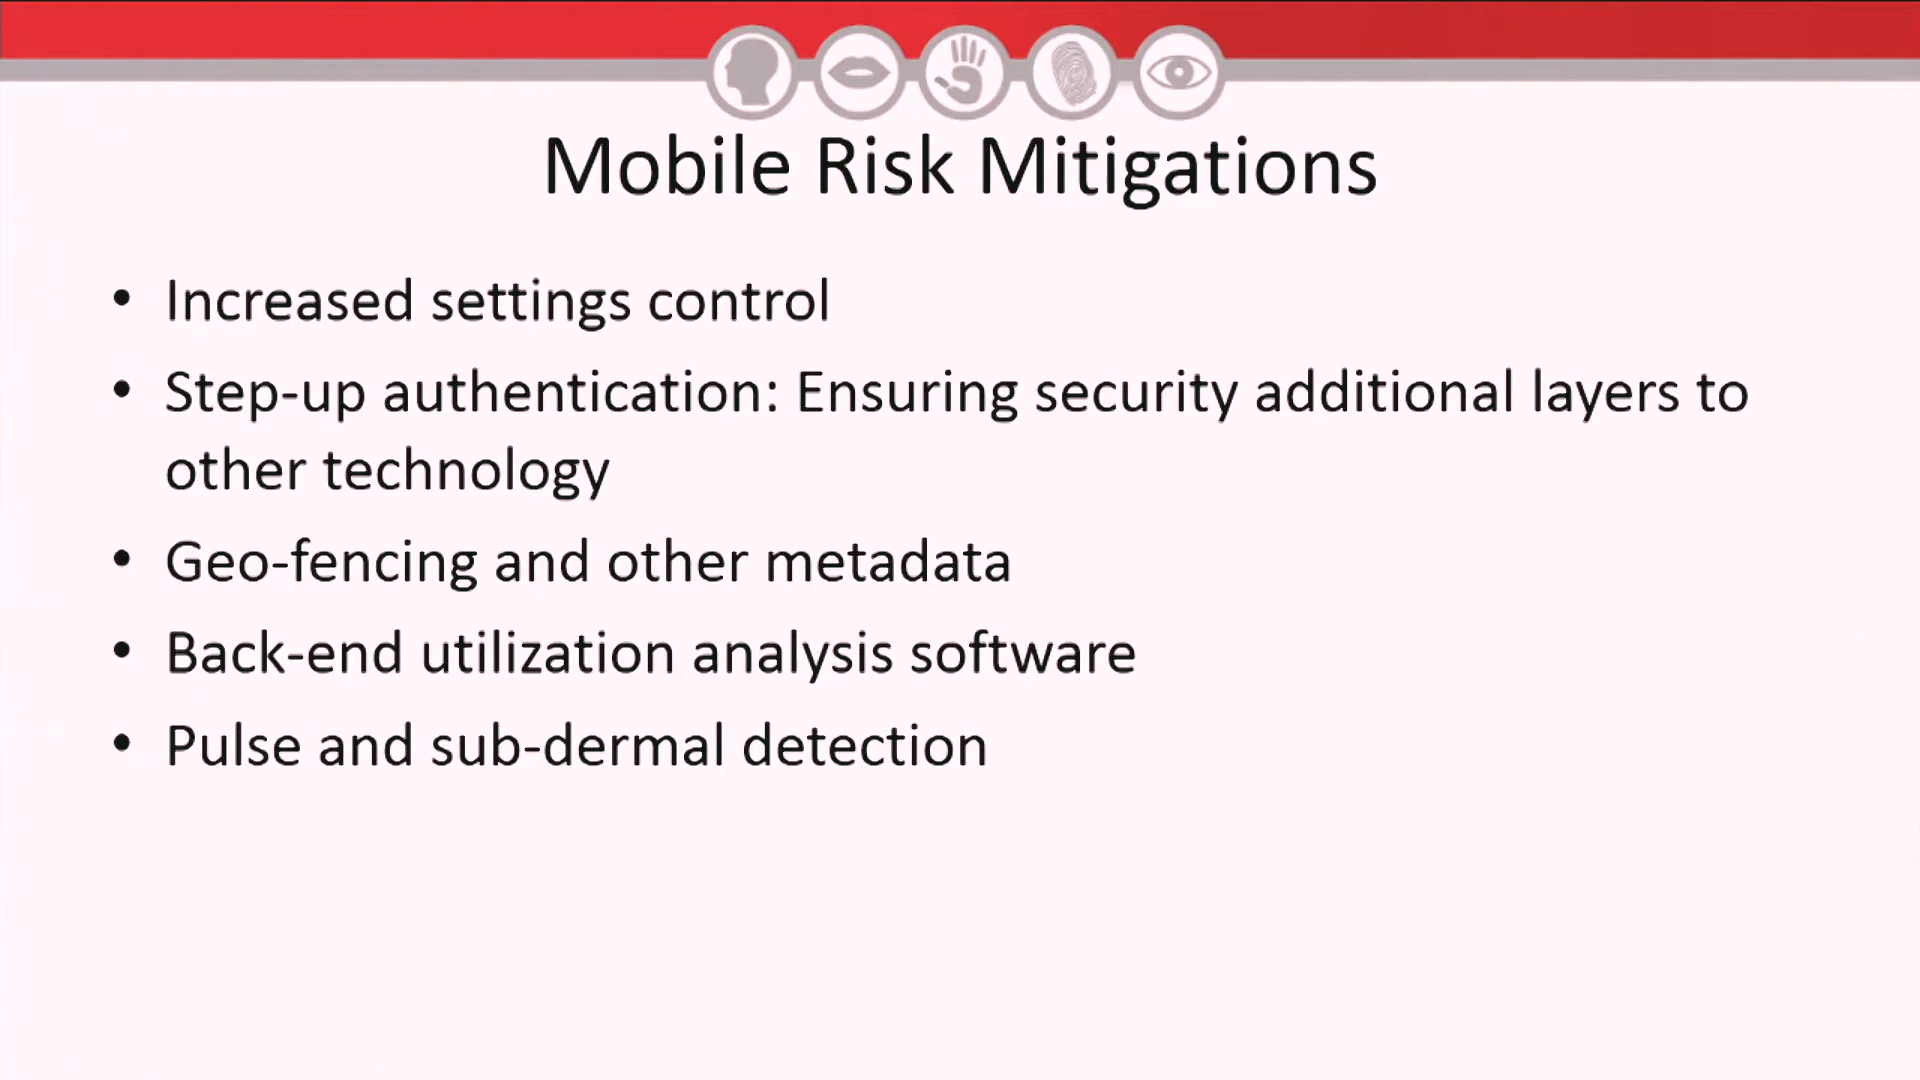 Mobile Risk Mitigations
• Increased settings control
• Step-up authentication: Ensuring security additional layers to
other technology
• Geo-fencing and other metadata
• Back-end utilization analysis software
• Pulse and sub-dermal detection